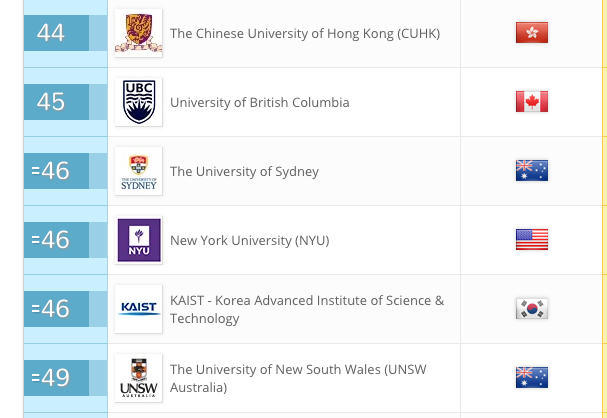 44
The Chinese University of Hong Kong (CUHK)
45
UBC
University of British Columbia
=46
THE UNIVERSITY OF
SYDNEY
The University of Sydney
=46
NYU
New York University (NYU)
=46
KAIST
KAIST - Korea Advanced Institute of Science &
Technology
=49
UNSW
AUSTRALIA
The University of New South Wales (UNSW
Australia)